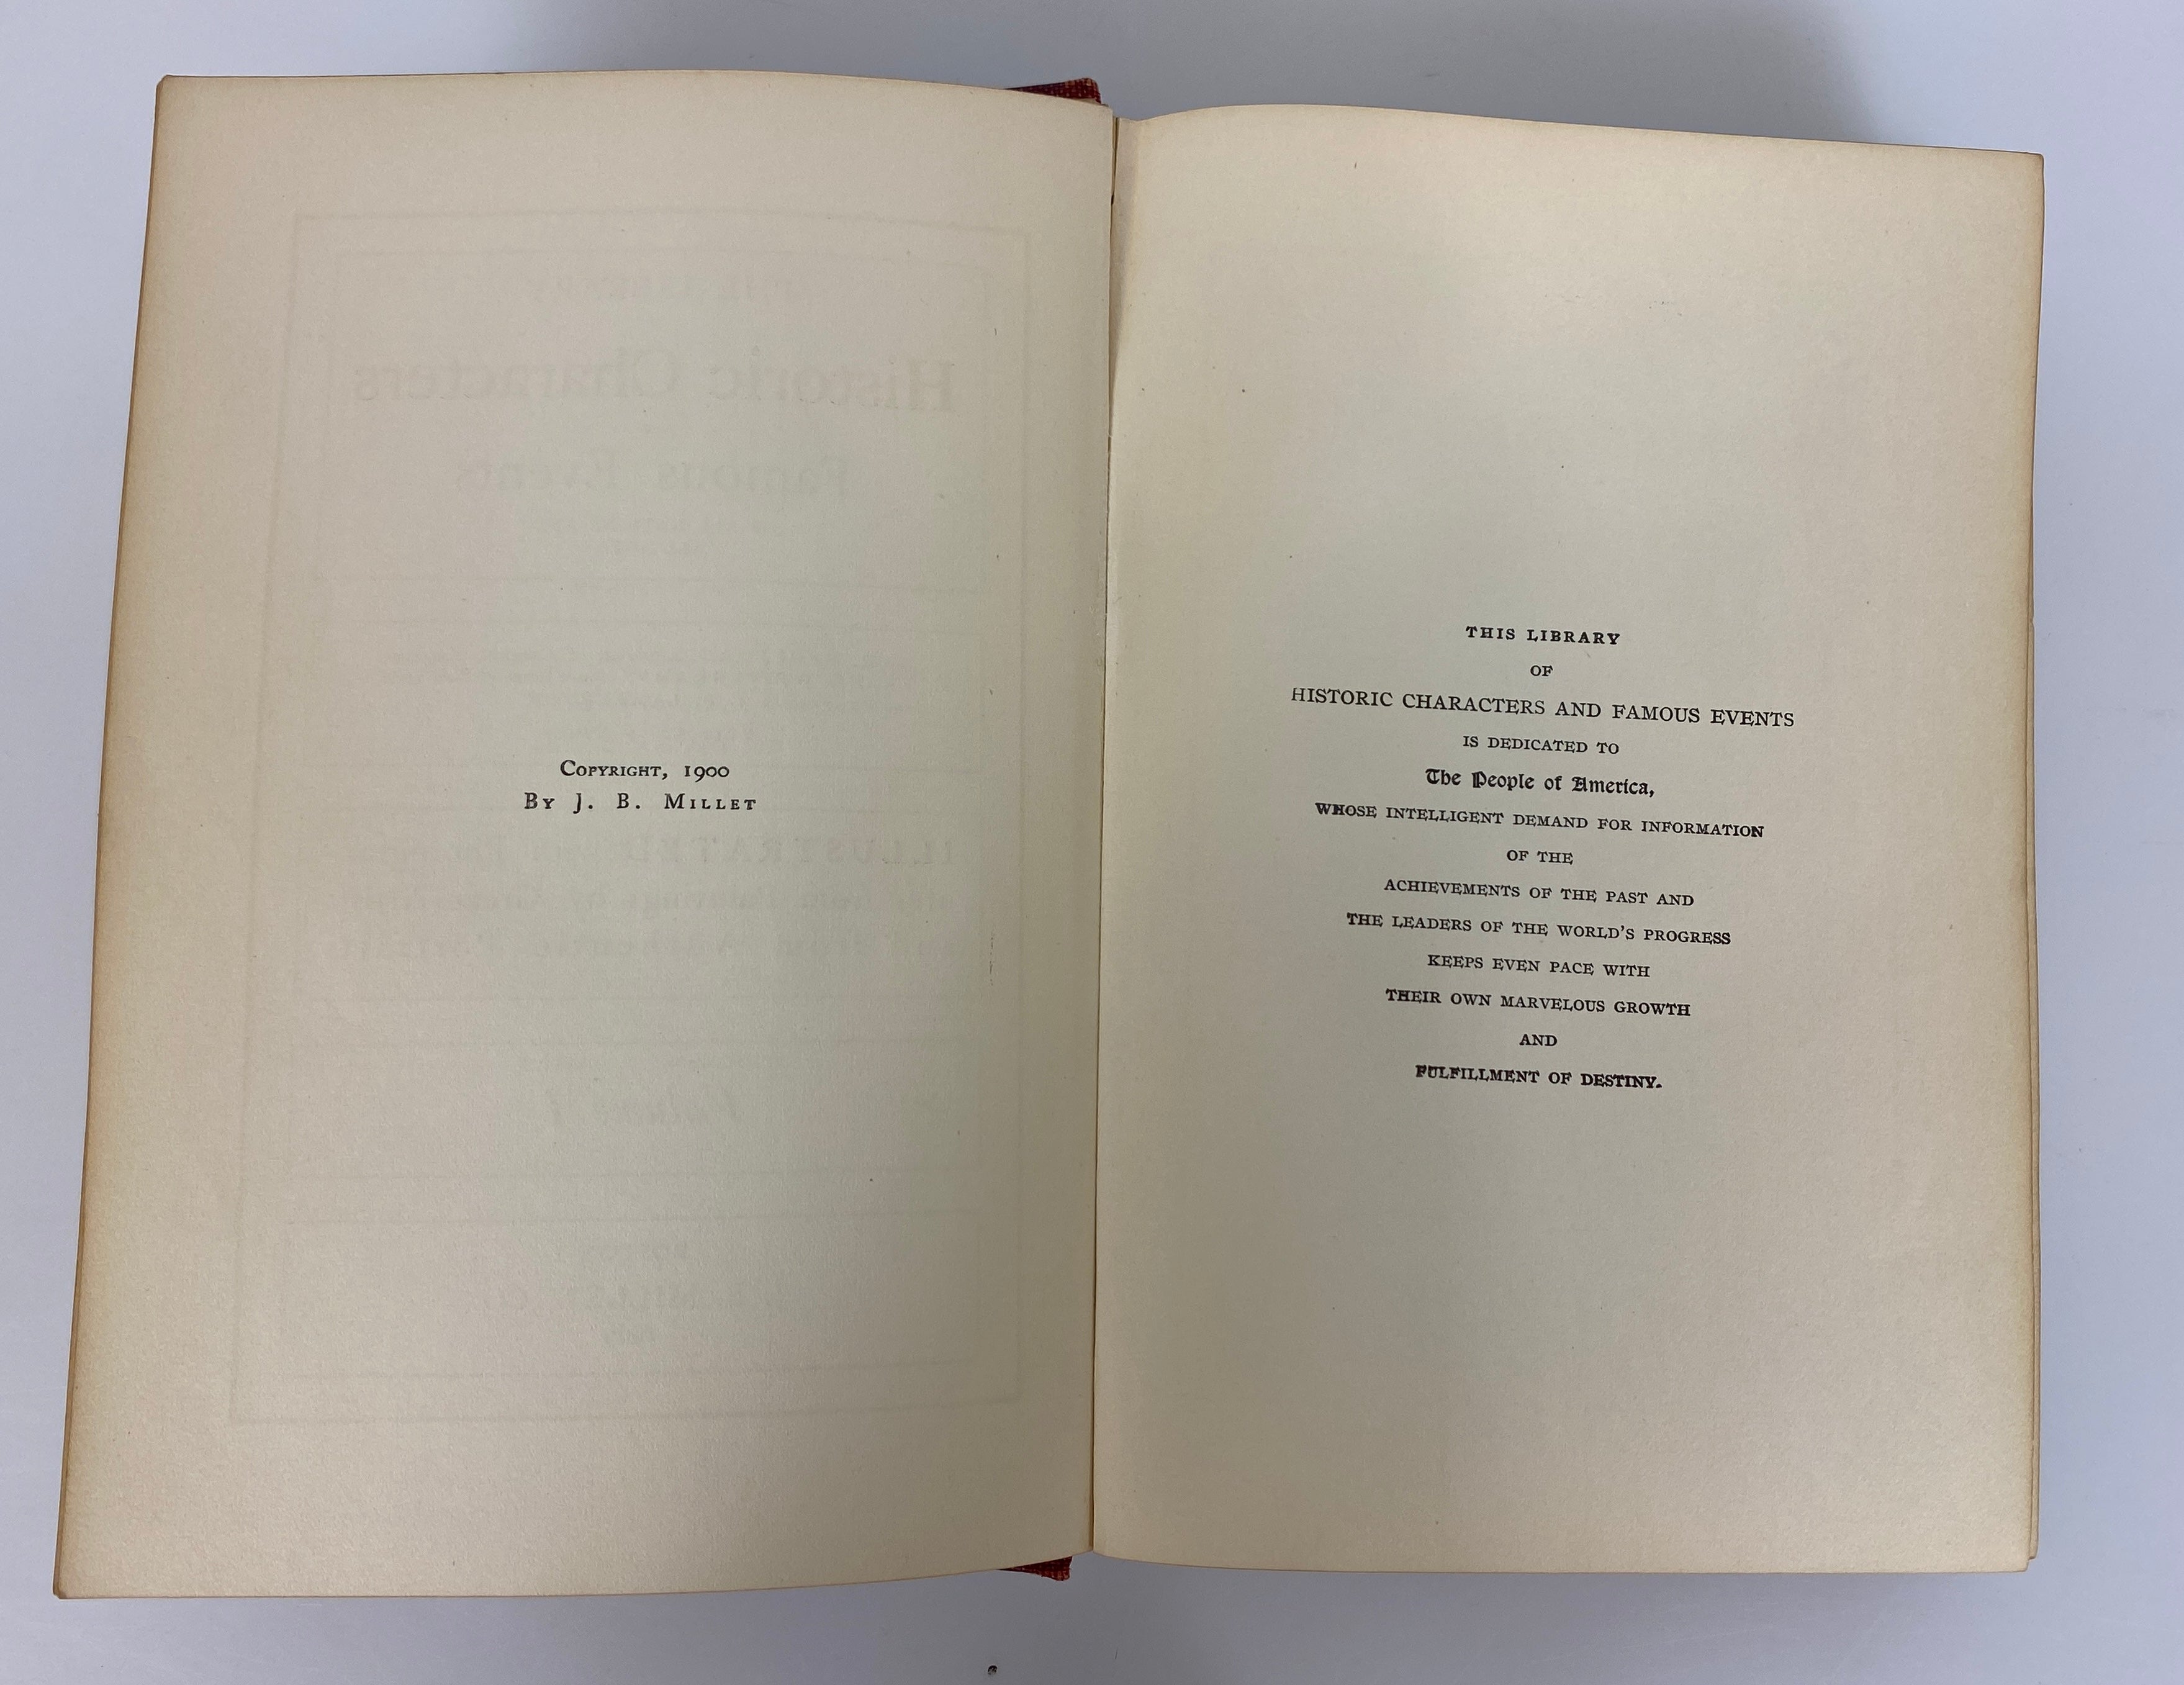 Copyright, 1900
By J. B. Millet
THIS LIBRARY
OF
HISTORIC CHARACTERS AND FAMOUS EVENTS
IS DEDICATED TO
The People of America,
WHOSE INTELLIGENT DEMAND FOR INFORMATION
OF THE
ACHIEVEMENTS OF THE PAST AND
THE LEADERS OF THE WORLD'S PROGRESS
KEEPS EVEN PACE WITH
THEIR OWN MARVELOUS GROWTH
AND
FULFILLMENT OF DESTINY.